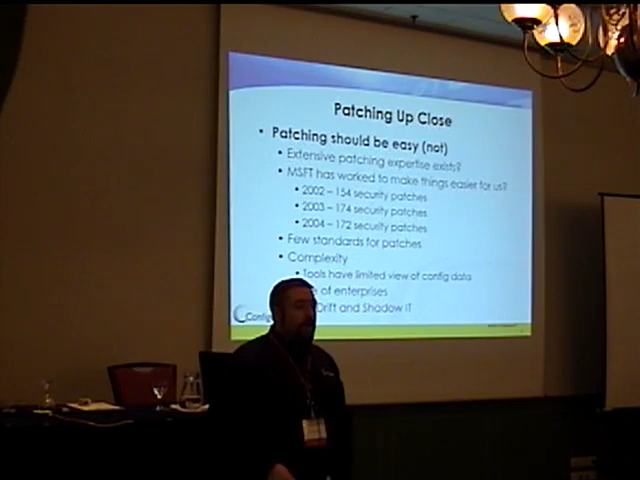 Patching Up Close
• Patching should be easy (not)
• Extensive patching expertise exists?
• MSFT has worked to make things easier for us?
• 2002 – 154 security patches
• 2003 – 174 security patches
• 2004 – 172 security patches
• Few standards for patches
• Complexity
• Tools have limited view of config data
of enterprises
Drift and Shadow IT
Config